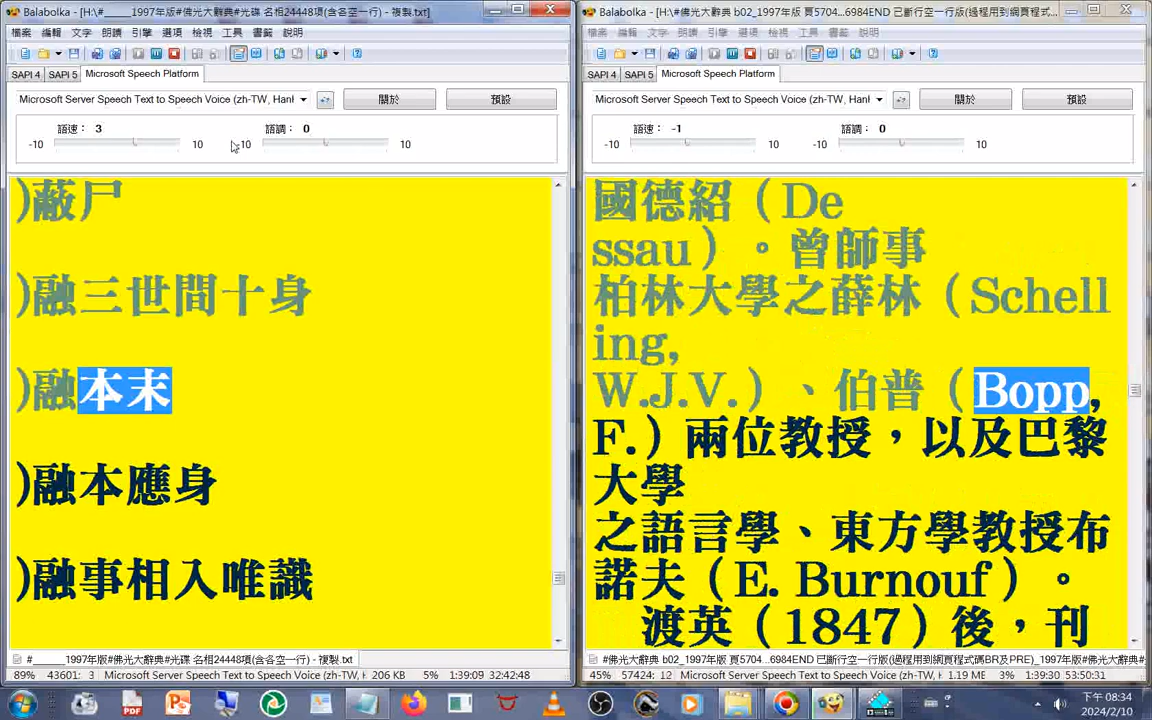 Balabolka - [H:\#_____1997年版#佛光大辭典#光碟 名相24448項(含各空一行) - 複製.txt]
檔案 編輯 文字 朗讀 引擎 選項 檢視 工具 書籤 說明
SAPI 4 SAPI 5 Microsoft Speech Platform
Microsoft Server Speech Text to Speech Voice (zh-TW, Hanl
關於 預設
語速： 3 語調： 0
-10 10 -10 10
)蔽尸
)融三世間十身
)融本末
)融本應身
)融事相入唯識
#_____1997年版#佛光大辭典#光碟 名相24448項(含各空一行) - 複製.txt
89% 43601: 3 Microsoft Server Speech Text to Speech Voice (zh-TW, 206 KB 5% 1:39:09 32:42:48
Balabolka - [H:\#佛光大辭典 b02_1997年版 頁5704...6984END 已斷行空一行版(過程用到網頁程式...
檔案 編輯 文字 朗讀 引擎 選項 檢視 工具 書籤 說明
SAPI 4 SAPI 5 Microsoft Speech Platform
Microsoft Server Speech Text to Speech Voice (zh-TW, Hanl
關於 預設
語速： -1 語調： 0
-10 10 -10 10
國德紹（De
ssau）。曾師事
柏林大學之薛林（Schell
ing,
W.J.V.）、伯普（Bopp,
F.）兩位教授，以及巴黎
大學
之語言學、東方學教授布
諾夫（E. Burnouf）。
渡英（1847）後，刊
#佛光大辭典 b02_1997年版 頁5704...6984END 已斷行空一行版(過程用到網頁程式碼BR及PRE)_1997年版#佛光大辭典#
45% 57424: 12 Microsoft Server Speech Text to Speech Voice (zh-TW, 1.19 ME 3% 1:39:30 53:50:31
下午 08:34
2024/2/10